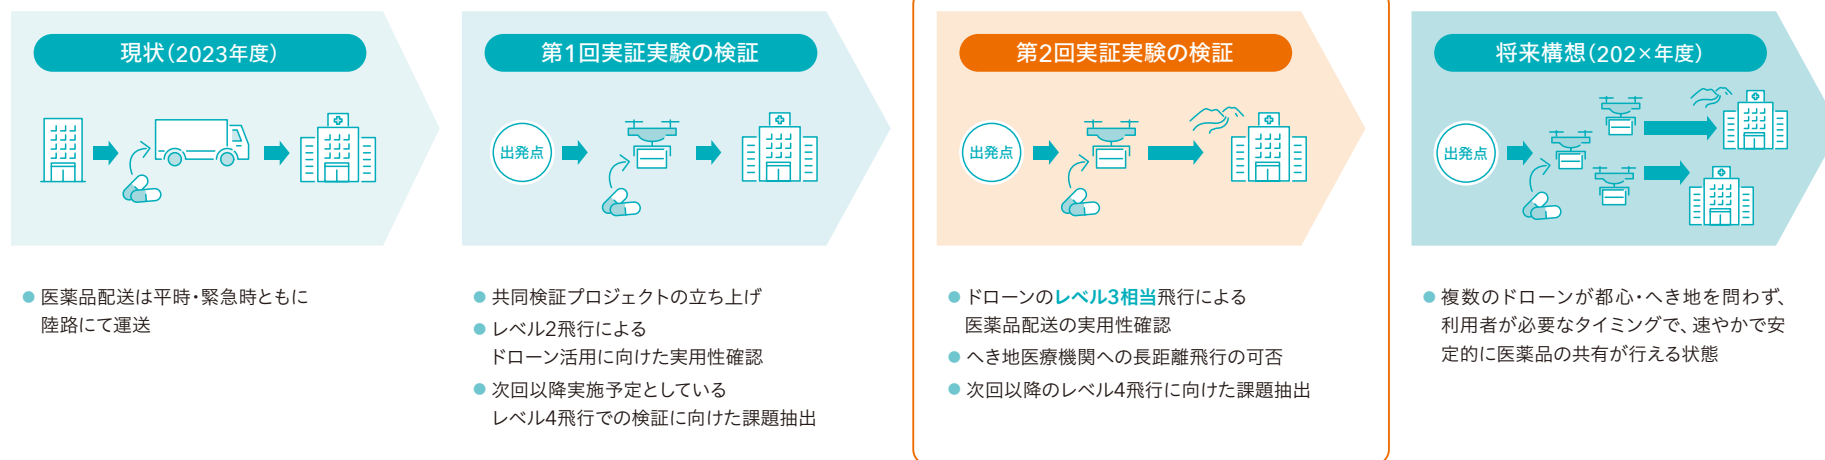 現状(2023年度)
● 医薬品配送は平時・緊急時ともに
陸路にて運送
第1回実証実験の検証
出発点
● 共同検証プロジェクトの立ち上げ
● レベル2飛行による
ドローン活用に向けた実用性確認
● 次回以降実施予定としている
レベル4飛行での検証に向けた課題抽出
第2回実証実験の検証
出発点
● ドローンのレベル3相当飛行による
医薬品配送の実用性確認
● へき地医療機関への長距離飛行の可否
● 次回以降のレベル4飛行に向けた課題抽出
将来構想(202×年度)
出発点
● 複数のドローンが都心・へき地を問わず、
利用者が必要なタイミングで、速やかで安
定的に医薬品の共有が行える状態